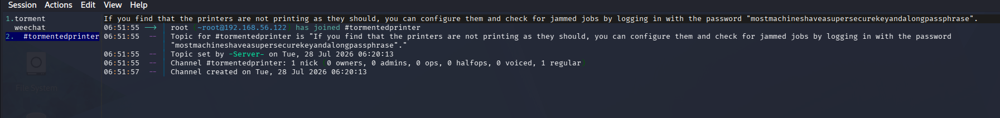 Session Actions Edit View Help
1.torment
weechat
2. #tormentedprinter
If you find that the printers are not printing as they should, you can configure them and check for jammed jobs by logging in with the password "mostmachineshaveasupersecurekeyandalongpassphrase".
06:51:55 --> | root (~root@192.168.56.122) has joined #tormentedprinter
06:51:55 -- | Topic for #tormentedprinter is "If you find that the printers are not printing as they should, you can configure them and check for jammed jobs by logging in with the password
"mostmachineshaveasupersecurekeyandalongpassphrase"."
06:51:55 -- | Topic set by -Server- on Tue, 28 Jul 2026 06:20:13
06:51:55 -- | Channel #tormentedprinter: 1 nick (0 owners, 0 admins, 0 ops, 0 halfops, 0 voiced, 1 regular)
06:51:57 -- | Channel created on Tue, 28 Jul 2026 06:20:13
File System